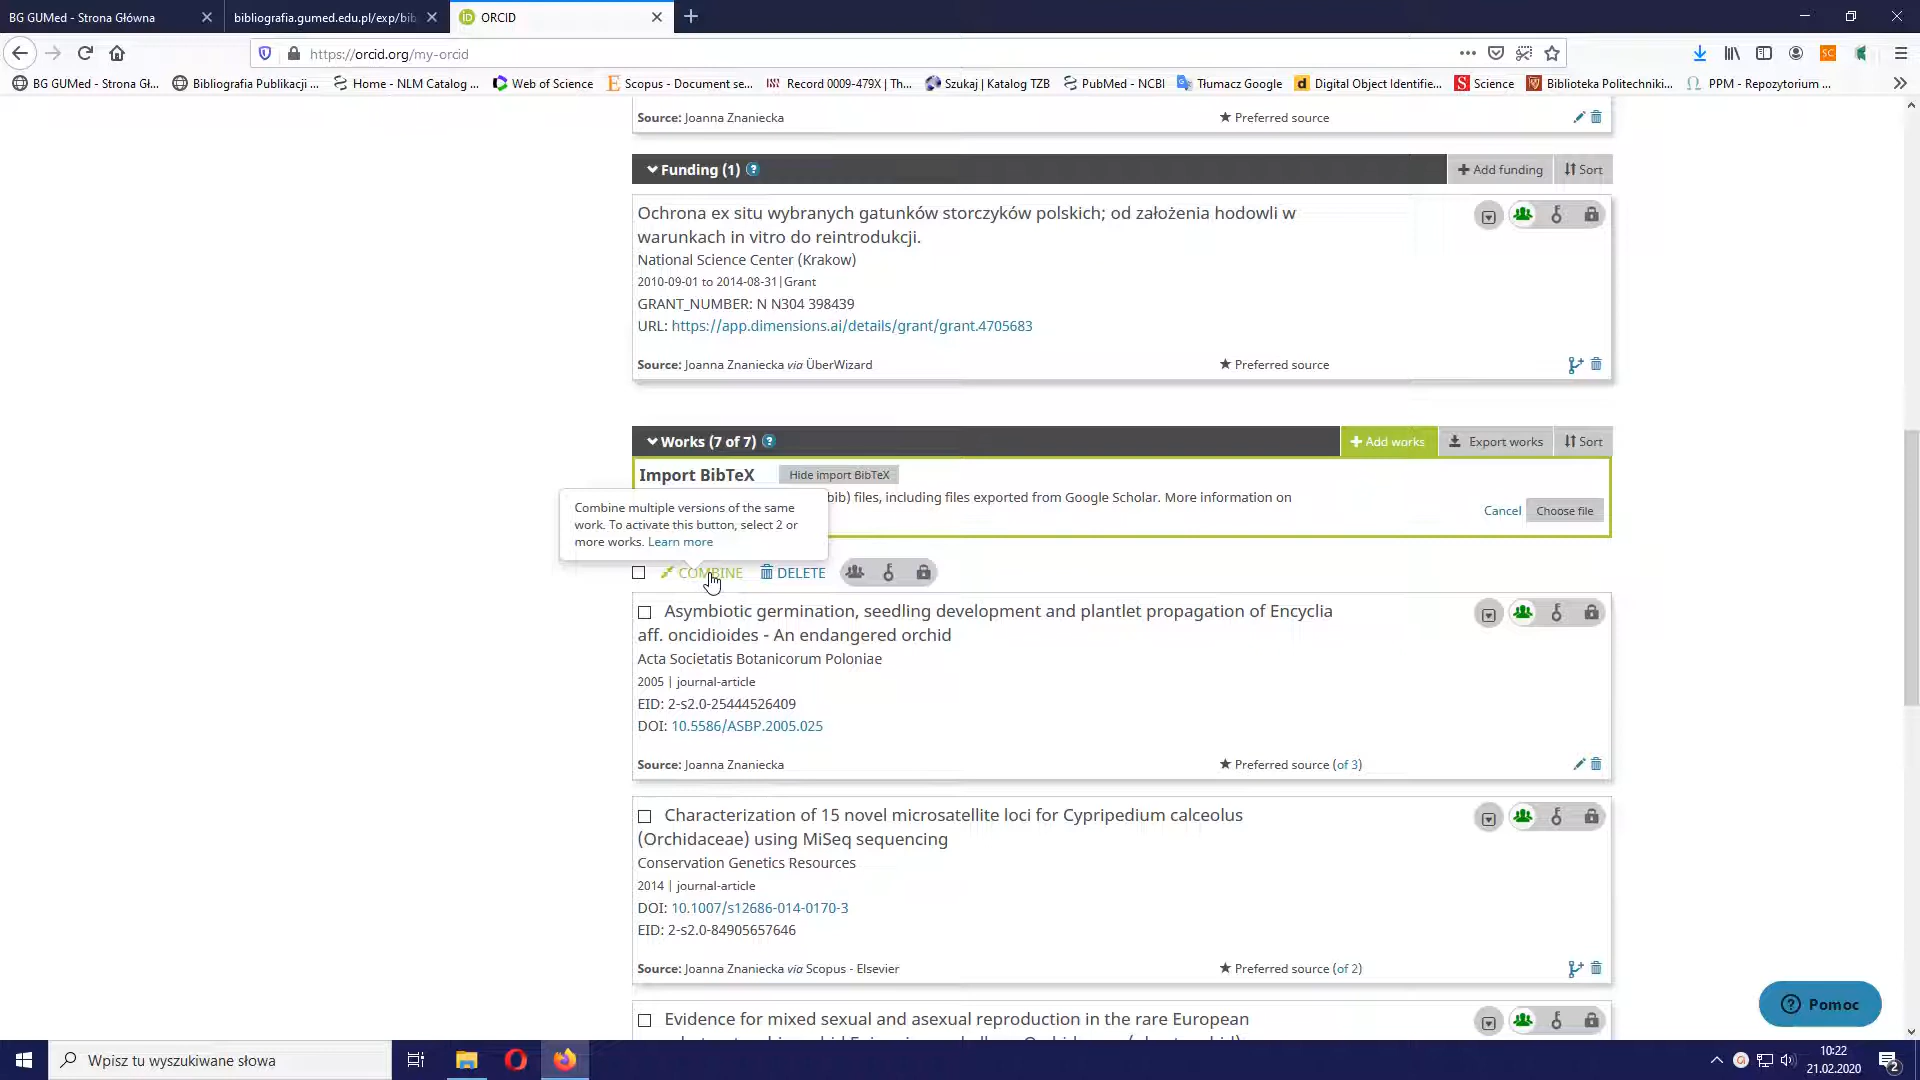 BG GUMed - Strona Główna
bibliografia.gumed.edu.pl/exp/bib
ORCID
https://orcid.org/my-orcid
BG GUMed - Strona Gł...
Bibliografia Publikacji ...
Home - NLM Catalog ...
Web of Science
Scopus - Document se...
Record 0009-479X | Th...
Szukaj | Katalog TZB
PubMed - NCBI
Tłumacz Google
Digital Object Identifie...
Science
Biblioteka Politechniki...
PPM - Repozytorium ...
Source: Joanna Znaniecka
Preferred source
Funding (1)
Add funding
Sort
Ochrona ex situ wybranych gatunków storczyków polskich; od założenia hodowli w
warunkach in vitro do reintrodukcji.
National Science Center (Krakow)
2010-09-01 to 2014-08-31|Grant
GRANT_NUMBER: N N304 398439
URL: https://app.dimensions.ai/details/grant/grant.4705683
Source: Joanna Znaniecka via ÜberWizard
Preferred source
Works (7 of 7)
Add works
Export works
Sort
Import BibTeX
Hide import BibTeX
bib) files, including files exported from Google Scholar. More information on
Cancel
Choose file
Combine multiple versions of the same
work. To activate this button, select 2 or
more works. Learn more
COMBINE
DELETE
Asymbiotic germination, seedling development and plantlet propagation of Encyclia
aff. oncidioides - An endangered orchid
Acta Societatis Botanicorum Poloniae
2005 | journal-article
EID: 2-s2.0-25444526409
DOI: 10.5586/ASBP.2005.025
Source: Joanna Znaniecka
Preferred source (of 3)
Characterization of 15 novel microsatellite loci for Cypripedium calceolus
(Orchidaceae) using MiSeq sequencing
Conservation Genetics Resources
2014 | journal-article
DOI: 10.1007/s12686-014-0170-3
EID: 2-s2.0-84905657646
Source: Joanna Znaniecka via Scopus - Elsevier
Preferred source (of 2)
Evidence for mixed sexual and asexual reproduction in the rare European
Pomoc
Wpisz tu wyszukiwane słowa
10:22
21.02.2020
2